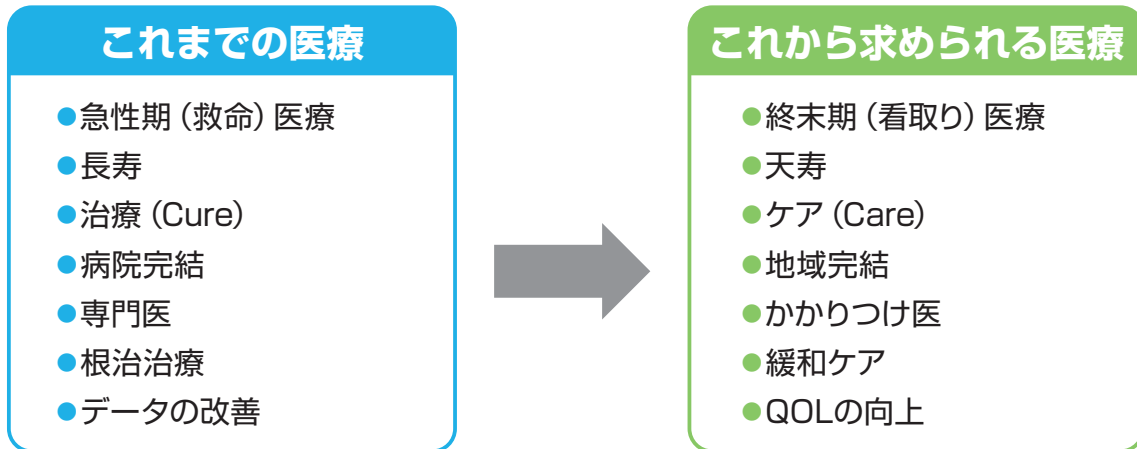 これまでの医療
●急性期（救命）医療
●長寿
●治療（Cure）
●病院完結
●専門医
●根治治療
●データの改善
これから求められる医療
●終末期（看取り）医療
●天寿
●ケア（Care）
●地域完結
●かかりつけ医
●緩和ケア
●QOLの向上